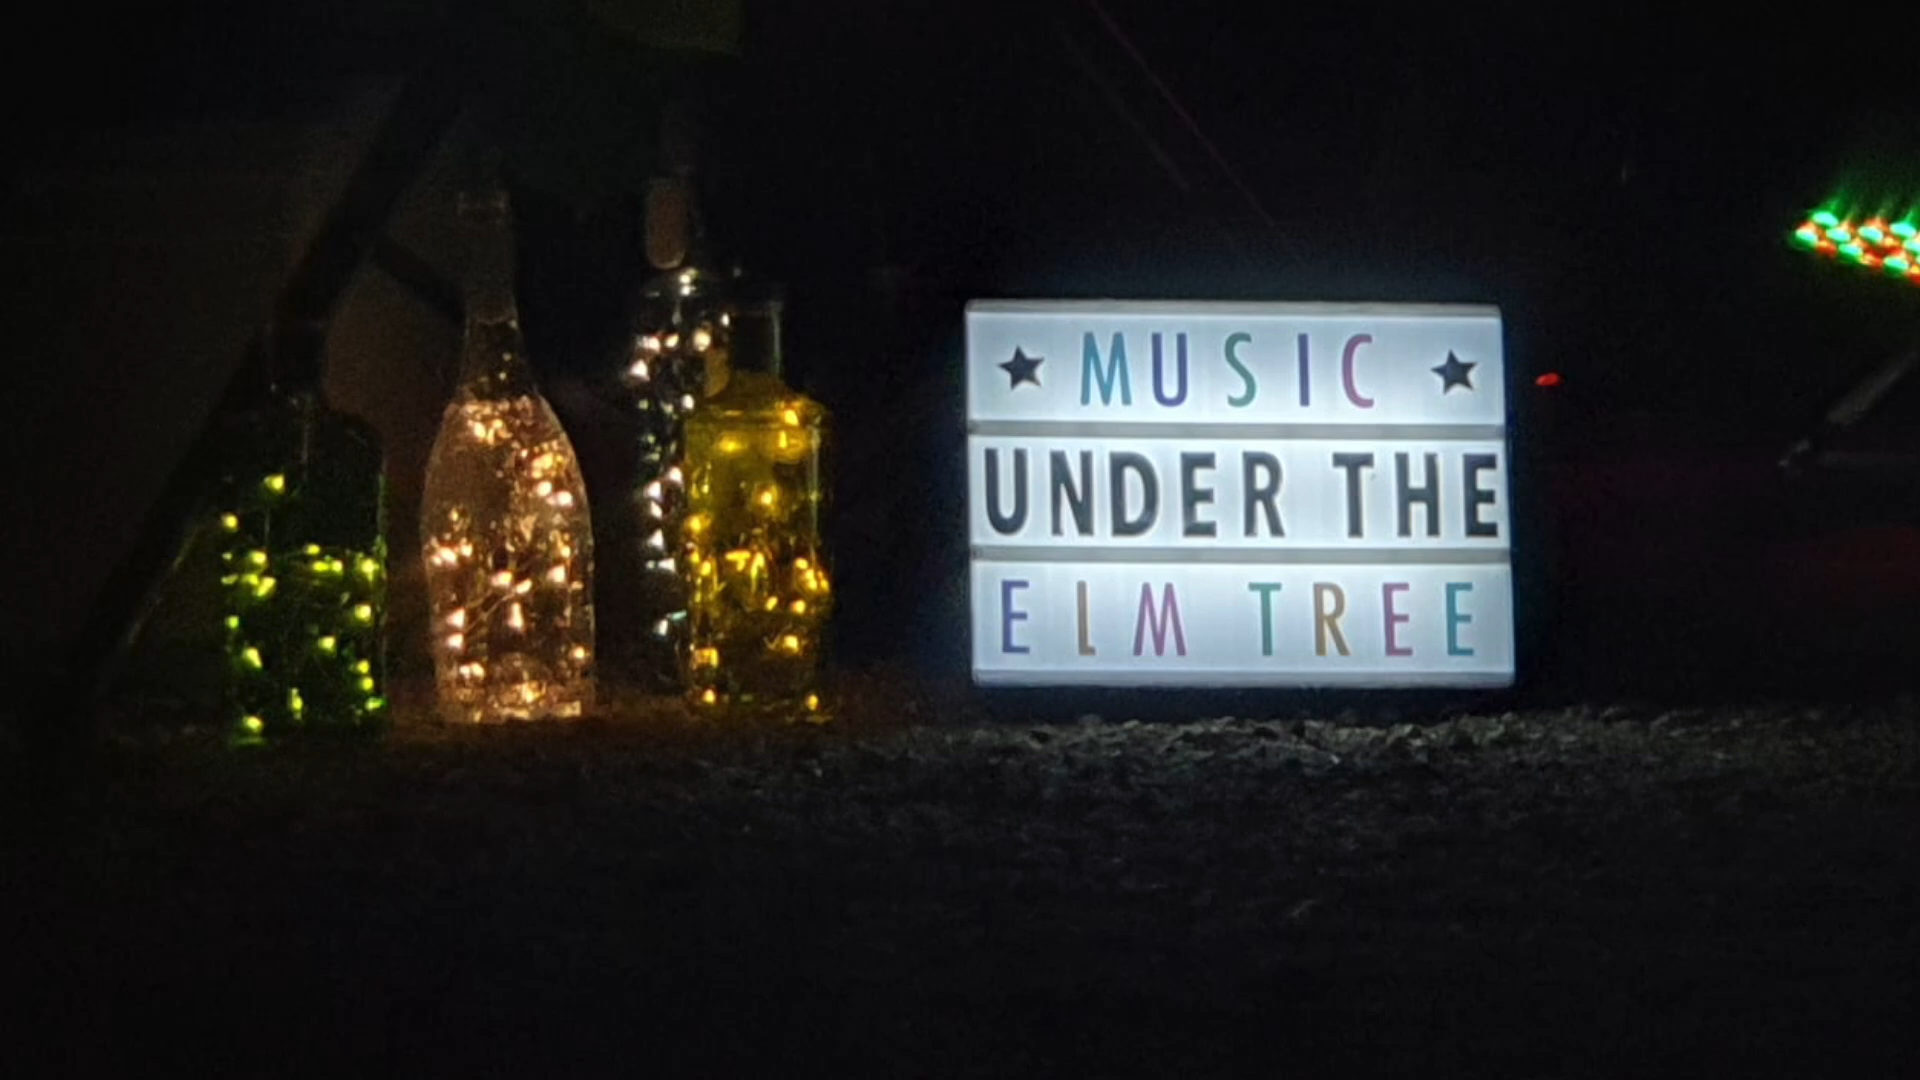 ★ MUSIC ★
UNDER THE
ELM TREE